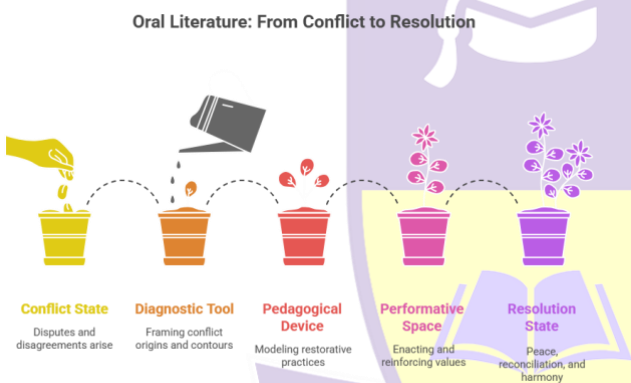 Oral Literature: From Conflict to Resolution
Conflict State
Disputes and
disagreements arise
Diagnostic Tool
Framing conflict
origins and contours
Pedagogical
Device
Modeling restorative
practices
Performative
Space
Enacting and
reinforcing values
Resolution
State
Peace,
reconciliation, and
harmony